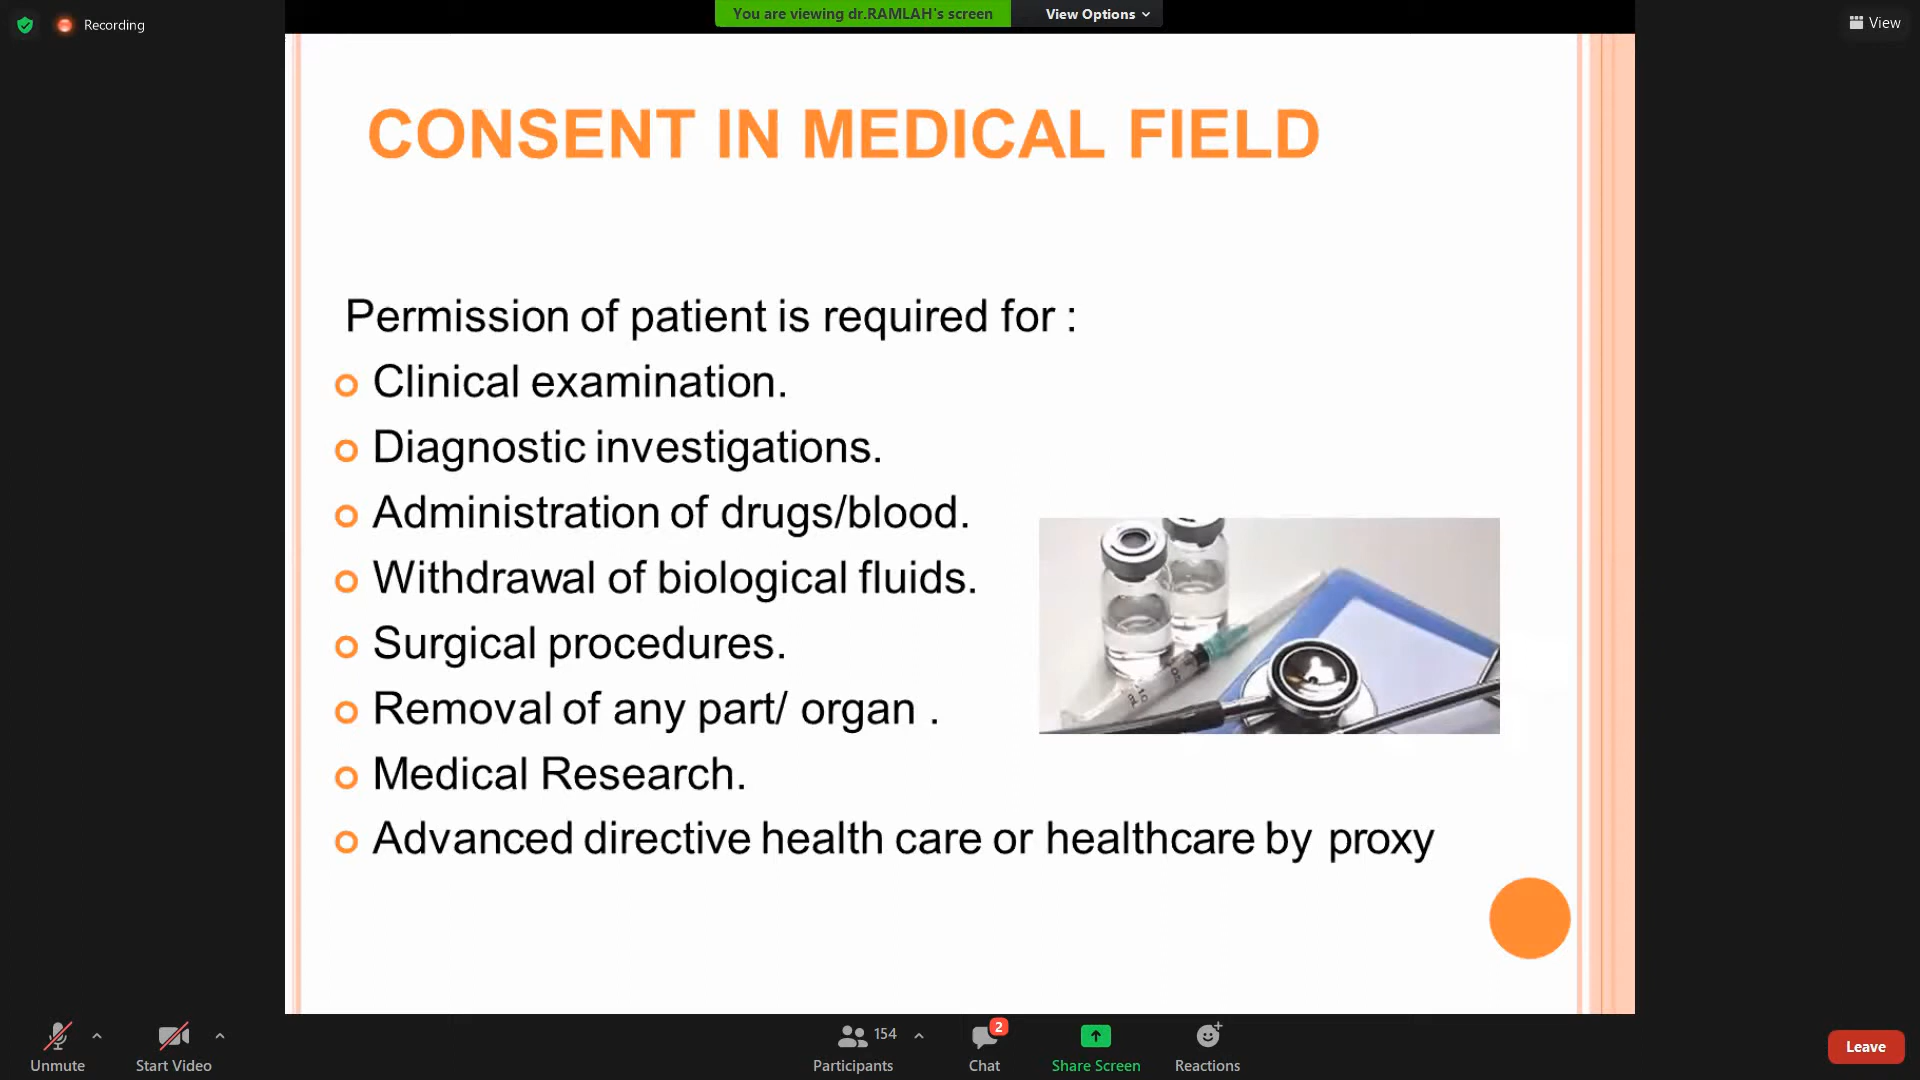 Recording
You are viewing dr.RAMLAH's screen
View Options
View
CONSENT IN MEDICAL FIELD
Permission of patient is required for :
Clinical examination.
Diagnostic investigations.
Administration of drugs/blood.
Withdrawal of biological fluids.
Surgical procedures.
Removal of any part/ organ .
Medical Research.
Advanced directive health care or healthcare by proxy
Unmute
Start Video
154
Participants
2
Chat
Share Screen
Reactions
Leave